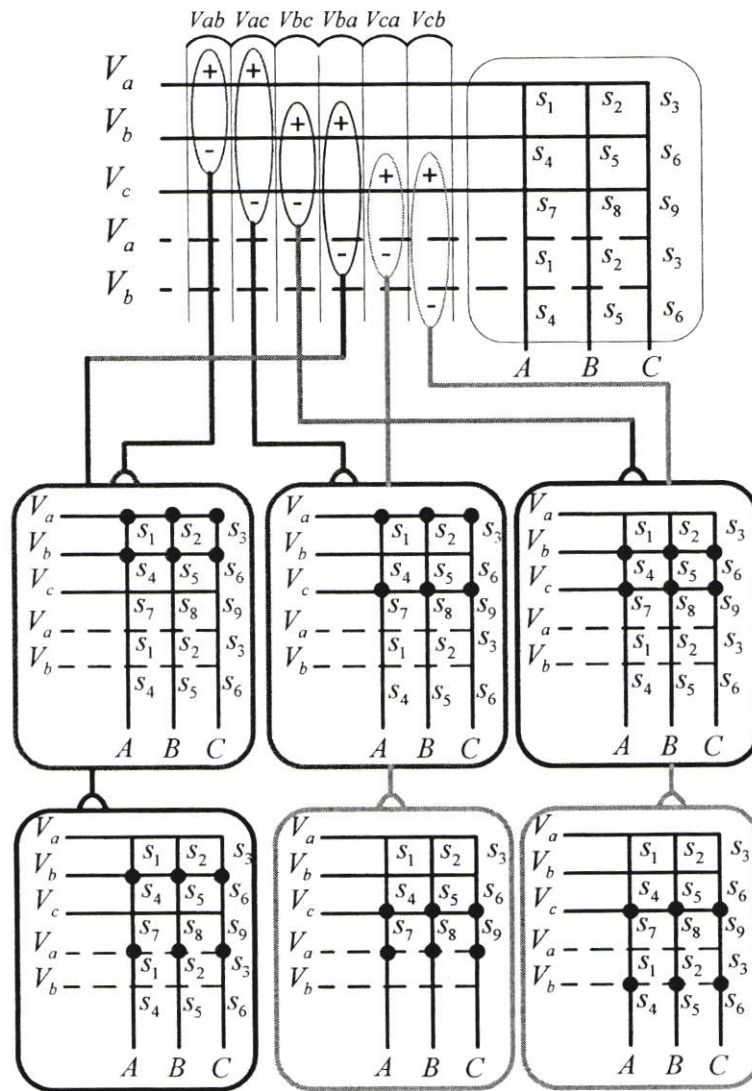 Vab Vac Vbc Vba Vca Vcb
Va + +
s1 s2 s3
Vb + +
- s4 s5 s6
Vc + +
- - s7 s8 s9
Va
- - s1 s2 s3
Vb
- s4 s5 s6
A B C
Va Va Va
s1 s2 s3 s1 s2 s3 s1 s2 s3
Vb Vb Vb
s4 s5 s6 s4 s5 s6 s4 s5 s6
Vc Vc Vc
s7 s8 s9 s7 s8 s9 s7 s8 s9
Va Va Va
s1 s2 s3 s1 s2 s3 s1 s2 s3
Vb Vb Vb
s4 s5 s6 s4 s5 s6 s4 s5 s6
A B C A B C A B C
Va Va Va
s1 s2 s3 s1 s2 s3 s1 s2 s3
Vb Vb Vb
s4 s5 s6 s4 s5 s6 s4 s5 s6
Vc Vc Vc
s7 s8 s9 s7 s8 s9 s7 s8 s9
Va Va Va
s1 s2 s3 s1 s2 s3
Vb Vb Vb
s4 s5 s6 s4 s5 s6
A B C A B C A B C